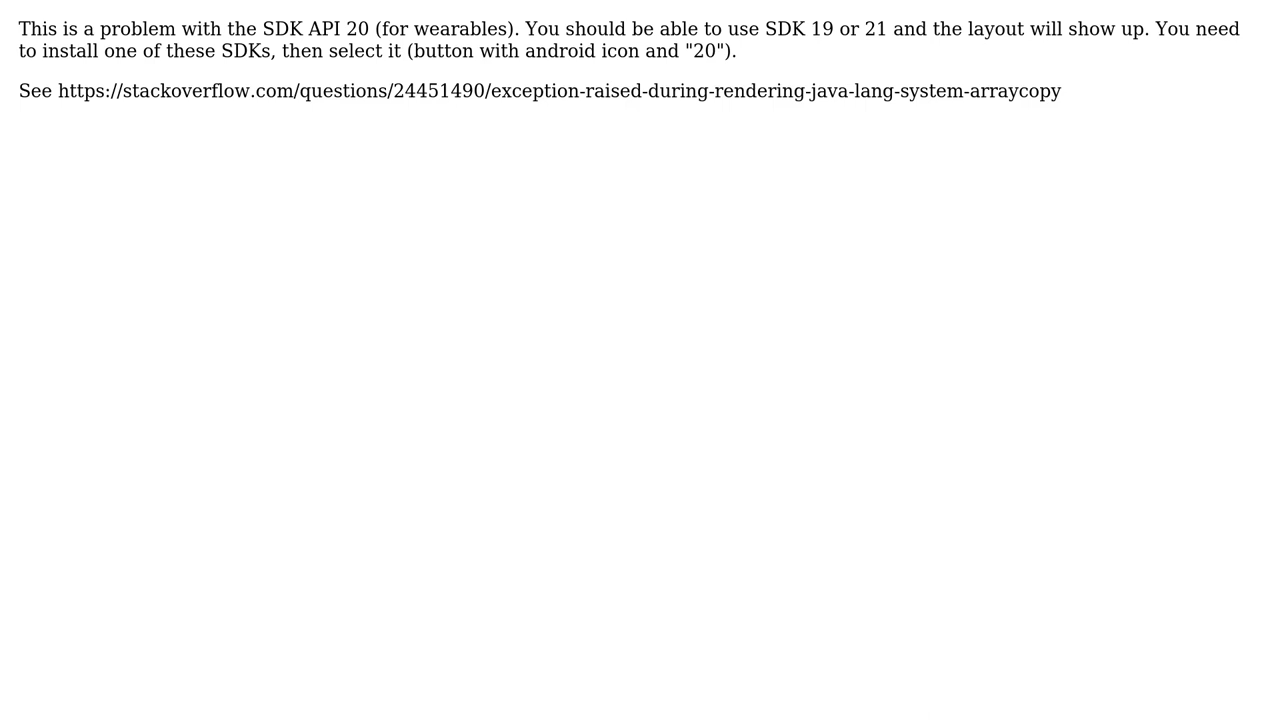 This is a problem with the SDK API 20 (for wearables). You should be able to use SDK 19 or 21 and the layout will show up. You need
to install one of these SDKs, then select it (button with android icon and "20").
See https://stackoverflow.com/questions/24451490/exception-raised-during-rendering-java-lang-system-arraycopy